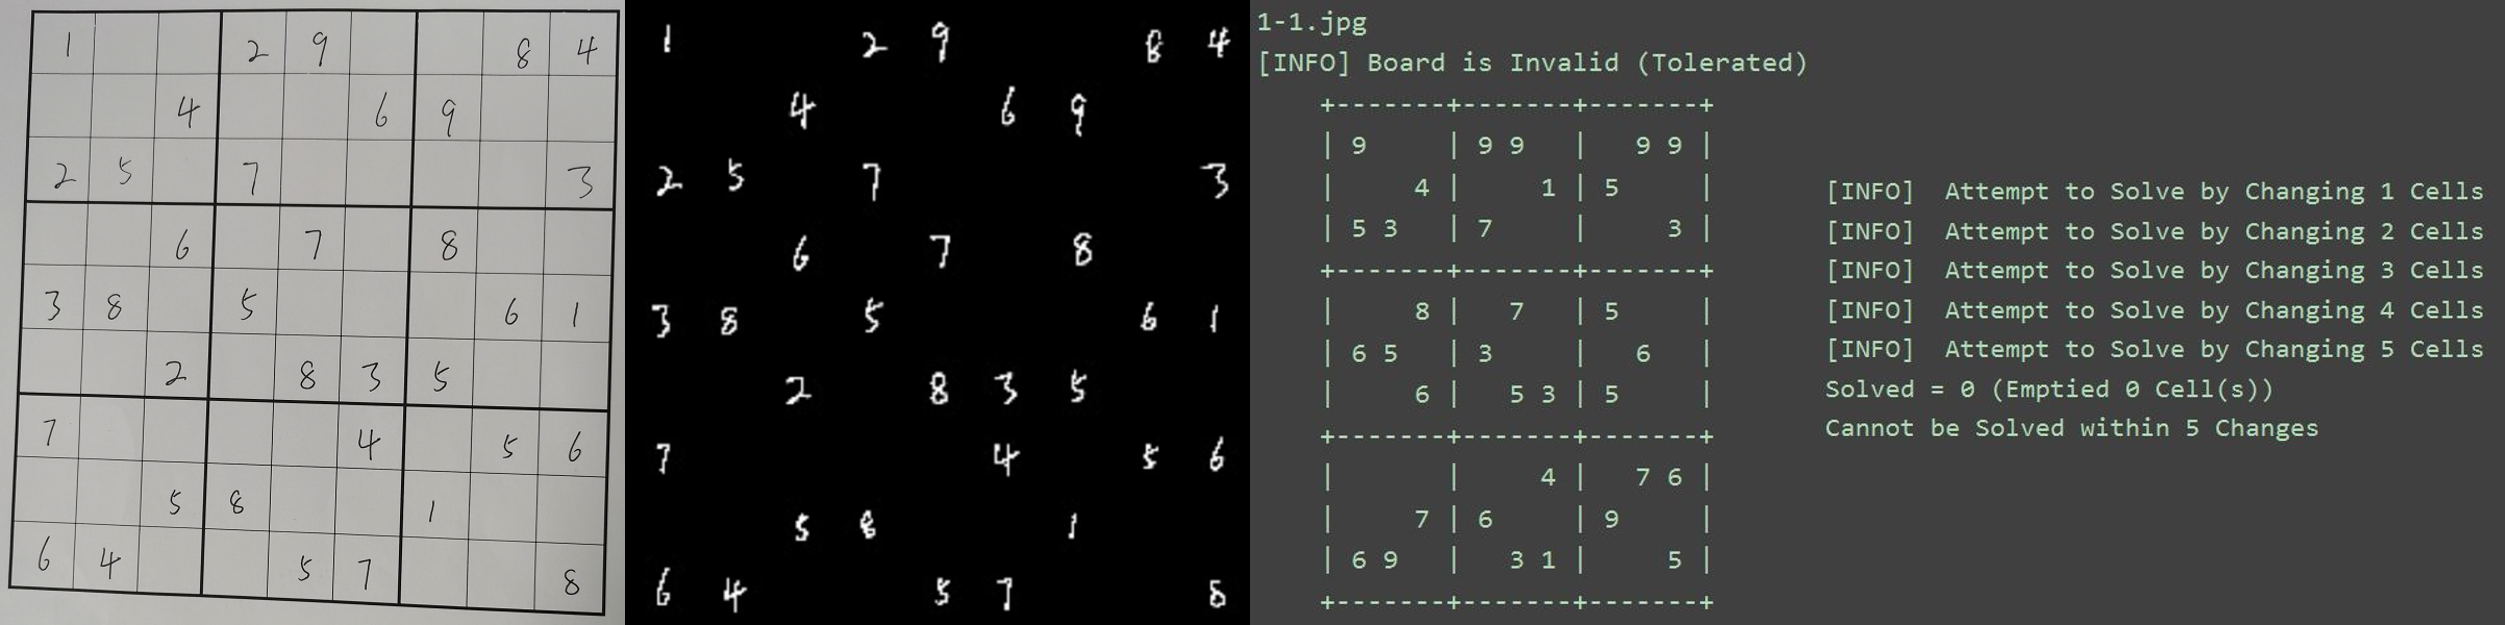 1 2 9 8 4
4 6 9
2 5 7 3
6 7 8
3 8 5 6 1
2 8 3 5
7 4 5 6
5 8 1
6 4 5 7 8
1 2 9 8 4
4 6 9
2 5 7 3
6 7 8
3 8 5 6 1
2 8 3 5
7 4 5 6
5 8 1
6 4 5 7 8
1-1.jpg
[INFO] Board is Invalid (Tolerated)
+-------+-------+-------+
| 9     | 9 9   |   9 9 |
|     4 |     1 | 5     |
| 5 3   | 7     |     3 |
+-------+-------+-------+
|     8 |   7   | 5     |
| 6 5   | 3     |   6   |
|     6 |   5 3 | 5     |
+-------+-------+-------+
|       |     4 |   7 6 |
|     7 | 6     | 9     |
| 6 9   |   3 1 |     5 |
+-------+-------+-------+
[INFO]  Attempt to Solve by Changing 1 Cells
[INFO]  Attempt to Solve by Changing 2 Cells
[INFO]  Attempt to Solve by Changing 3 Cells
[INFO]  Attempt to Solve by Changing 4 Cells
[INFO]  Attempt to Solve by Changing 5 Cells
Solved = 0 (Emptied 0 Cell(s))
Cannot be Solved within 5 Changes